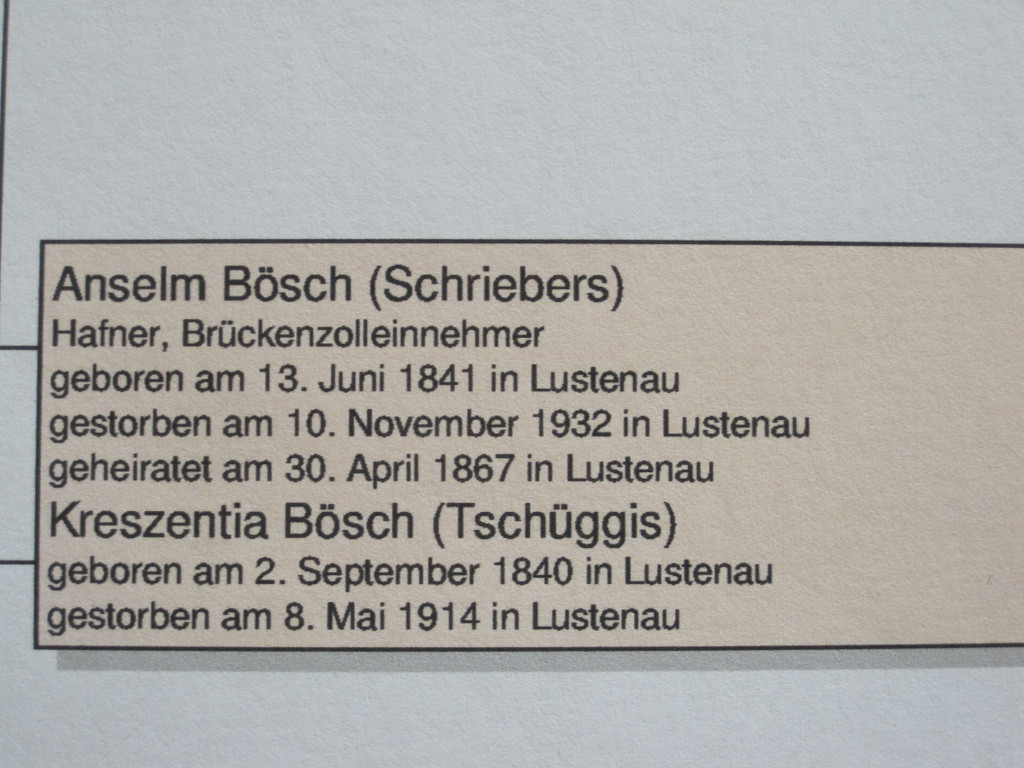 Anselm Bösch (Schriebers)
Hafner, Brückenzolleinnehmer
geboren am 13. Juni 1841 in Lustenau
gestorben am 10. November 1932 in Lustenau
geheiratet am 30. April 1867 in Lustenau
Kreszentia Bösch (Tschüggis)
geboren am 2. September 1840 in Lustenau
gestorben am 8. Mai 1914 in Lustenau